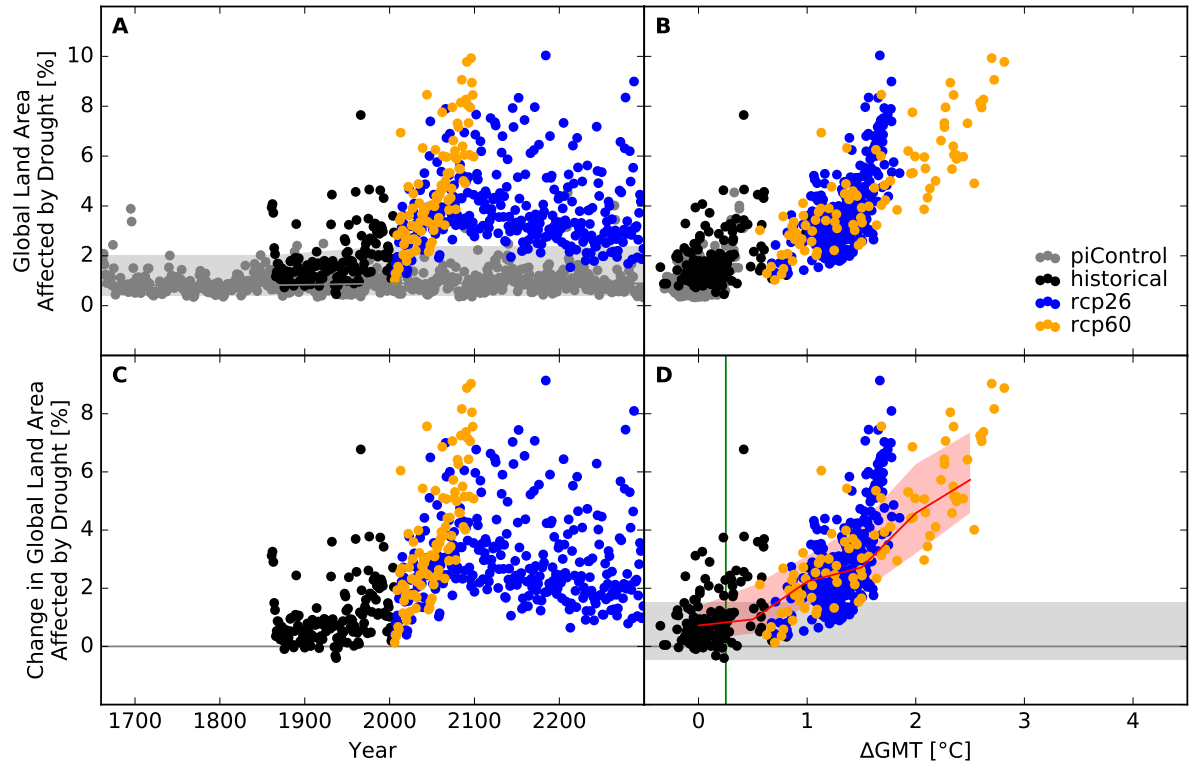 A
B
Global Land Area
Affected by Drought [%]
10
8
6
4
2
0
piControl
historical
rcp26
rcp60
C
D
Change in Global Land Area
Affected by Drought [%]
8
6
4
2
0
1700 1800 1900 2000 2100 2200
0 1 2 3 4
Year
ΔGMT [°C]